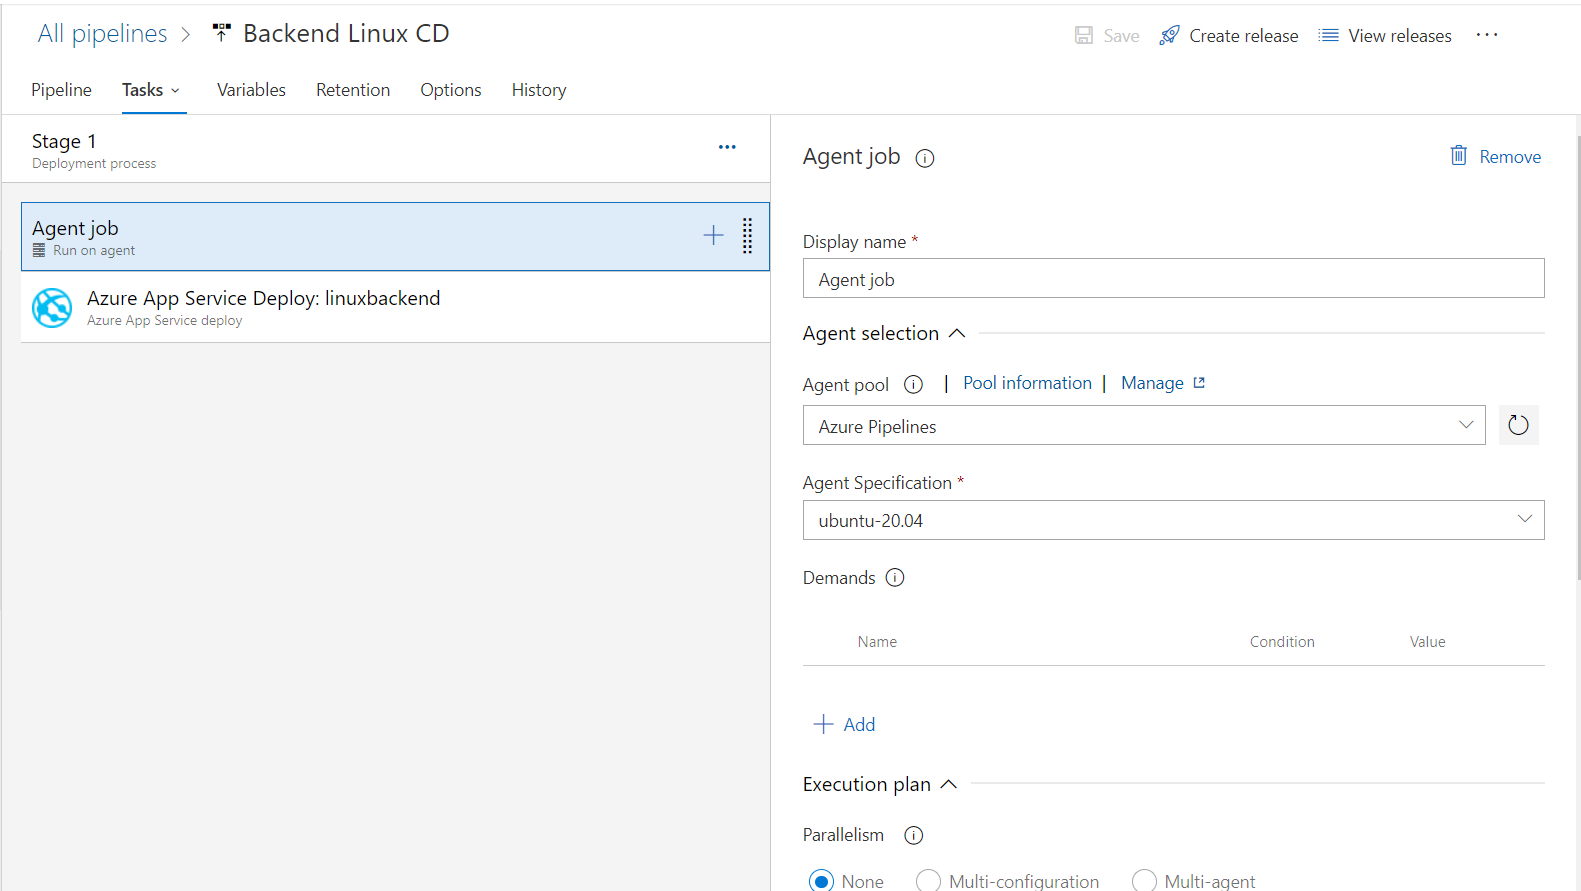 All pipelines > Backend Linux CD
Save Create release View releases ...
Pipeline Tasks Variables Retention Options History
Stage 1
Deployment process
Agent job
Run on agent
Azure App Service Deploy: linuxbackend
Azure App Service deploy
Agent job
Remove
Display name *
Agent job
Agent selection
Agent pool | Pool information | Manage
Azure Pipelines
Agent Specification *
ubuntu-20.04
Demands
Name Condition Value
+ Add
Execution plan
Parallelism
None Multi-configuration Multi-agent